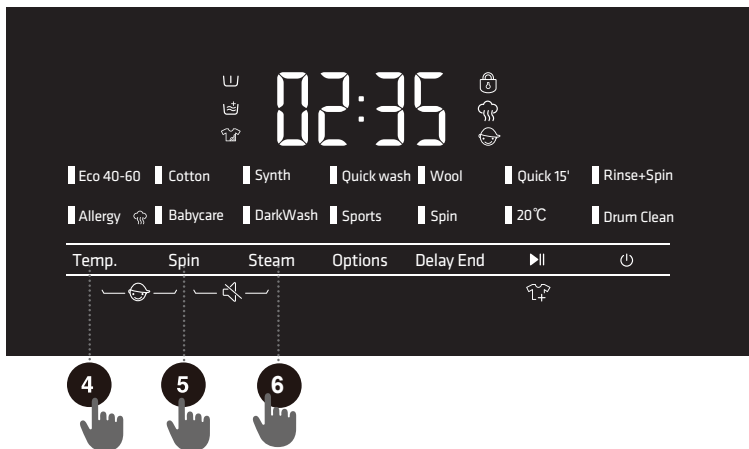 02:35
Eco 40-60 Cotton Synth Quick wash Wool Quick 15' Rinse+Spin
Allergy Babycare DarkWash Sports Spin 20℃ Drum Clean
Temp. Spin Steam Options Delay End
4 5 6